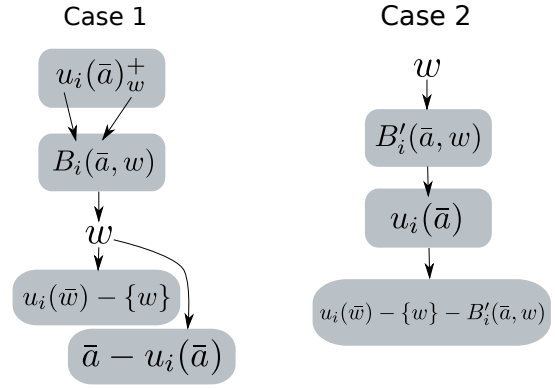 Case 1
u_i(ā)_w^+
B_i(ā, w)
w
u_i(w̄) − {w}
ā − u_i(ā)
Case 2
w
B′_i(ā, w)
u_i(ā)
u_i(w̄) − {w} − B′_i(ā, w)